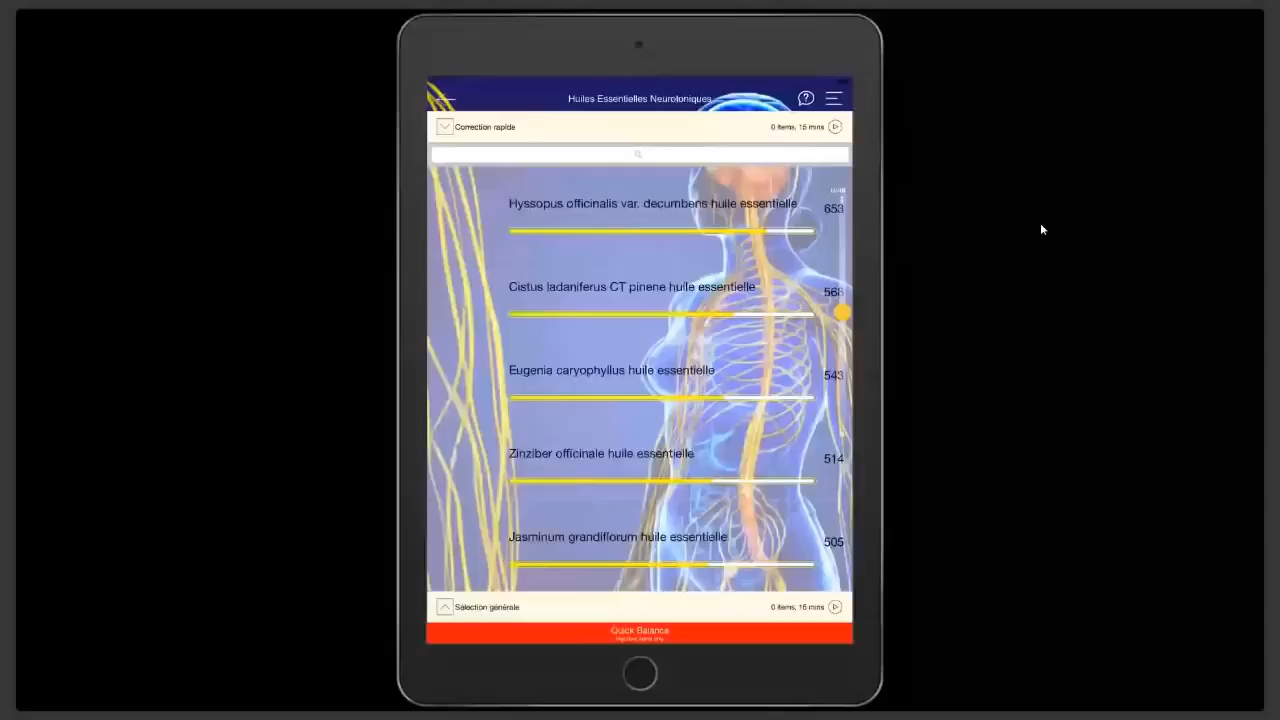 Huiles Essentielles Neurotoniques
Correction rapide
0 items, 15 mins
Hyssopus officinalis var. decumbens huile essentielle
653
Cistus ladaniferus CT pinene huile essentielle
568
Eugenia caryophyllus huile essentielle
543
Zinziber officinale huile essentielle
514
Jasminum grandiflorum huile essentielle
505
Sélection générale
0 items, 15 mins
Quick Balance